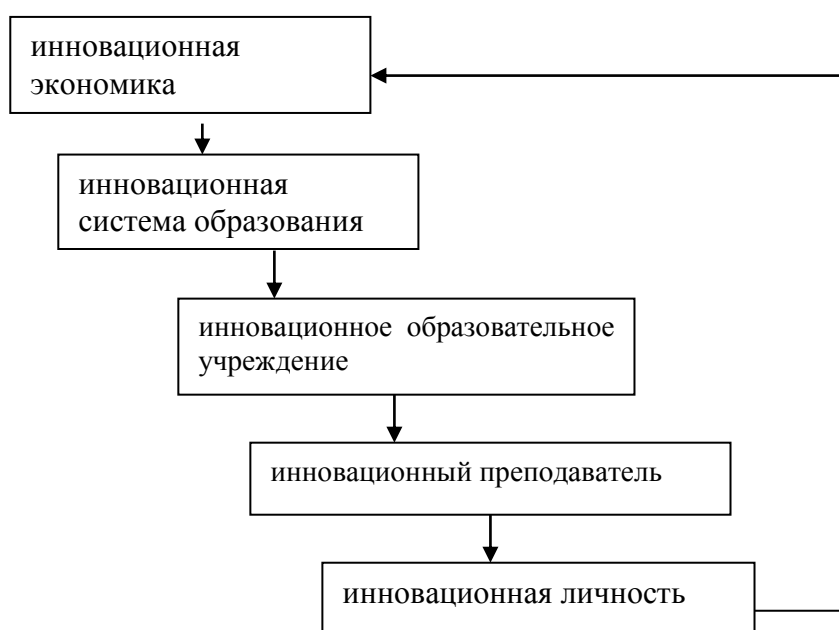 инновационная
экономика
инновационная
система образования
инновационное образовательное
учреждение
инновационный преподаватель
инновационная личность